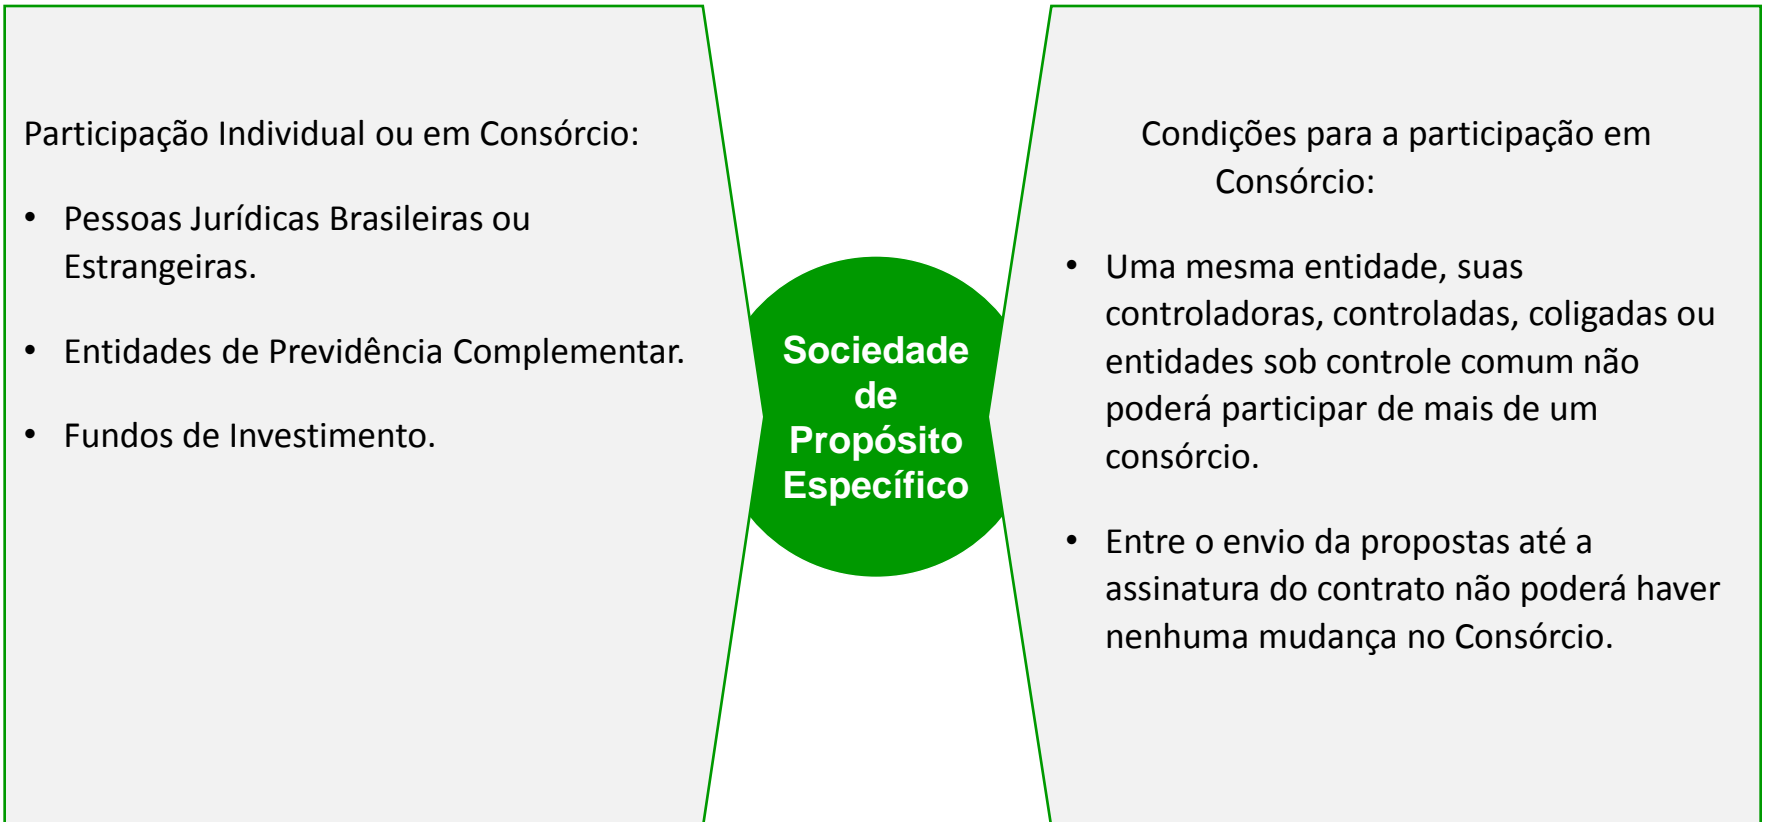 Participação Individual ou em Consórcio:
• Pessoas Jurídicas Brasileiras ou
Estrangeiras.
• Entidades de Previdência Complementar.
• Fundos de Investimento.
Sociedade
de
Propósito
Específico
Condições para a participação em
Consórcio:
• Uma mesma entidade, suas
controladoras, controladas, coligadas ou
entidades sob controle comum não
poderá participar de mais de um
consórcio.
• Entre o envio da propostas até a
assinatura do contrato não poderá haver
nenhuma mudança no Consórcio.